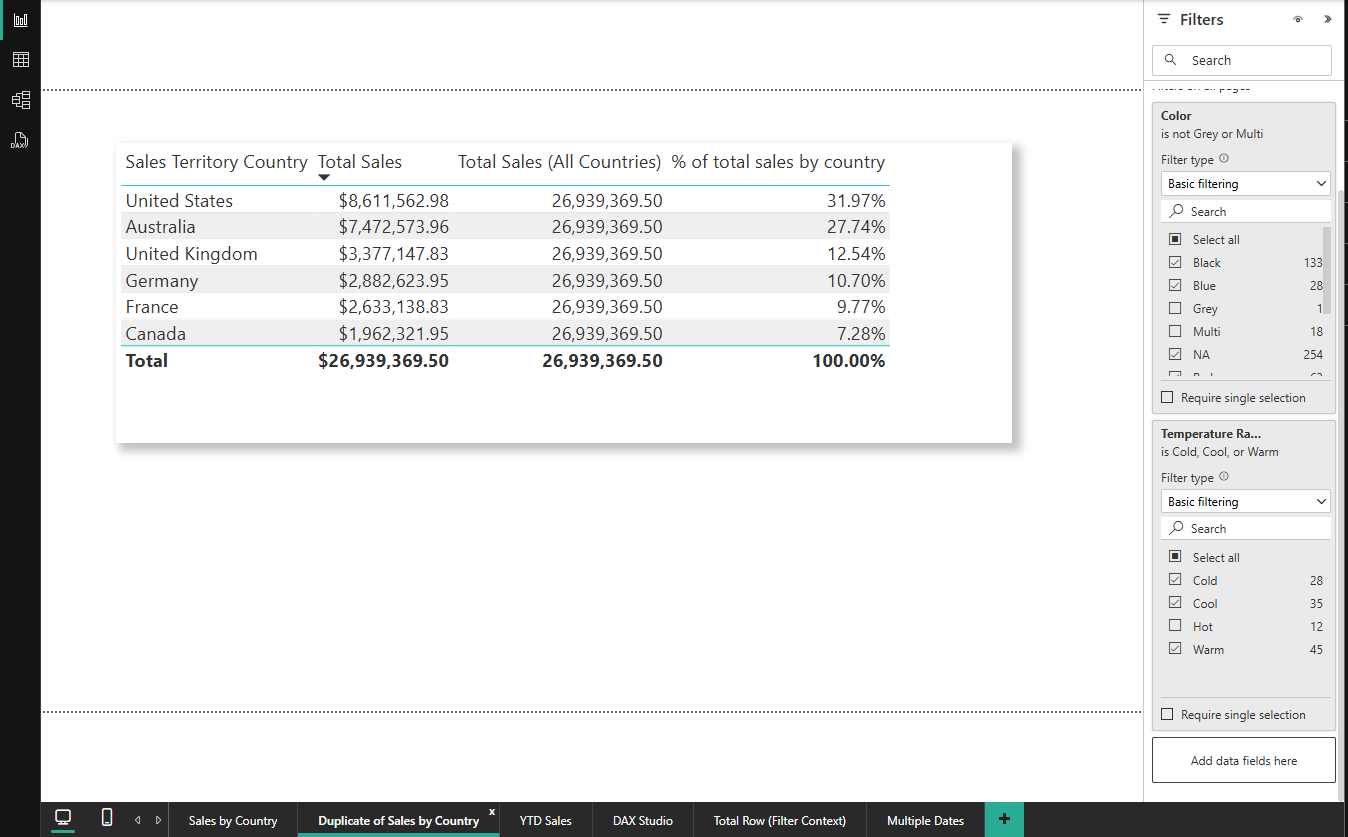 Filters
Search
Filters on all pages
DAX
Sales Territory Country Total Sales Total Sales (All Countries) % of total sales by country
United States $8,611,562.98 26,939,369.50 31.97%
Australia $7,472,573.96 26,939,369.50 27.74%
United Kingdom $3,377,147.83 26,939,369.50 12.54%
Germany $2,882,623.95 26,939,369.50 10.70%
France $2,633,138.83 26,939,369.50 9.77%
Canada $1,962,321.95 26,939,369.50 7.28%
Total $26,939,369.50 26,939,369.50 100.00%
Color
is not Grey or Multi
Filter type
Basic filtering
Search
Select all
Black 133
Blue 28
Grey 1
Multi 18
NA 254
Require single selection
Temperature Ra...
is Cold, Cool, or Warm
Filter type
Basic filtering
Search
Select all
Cold 28
Cool 35
Hot 12
Warm 45
Require single selection
Add data fields here
Sales by Country Duplicate of Sales by Country x YTD Sales DAX Studio Total Row (Filter Context) Multiple Dates +